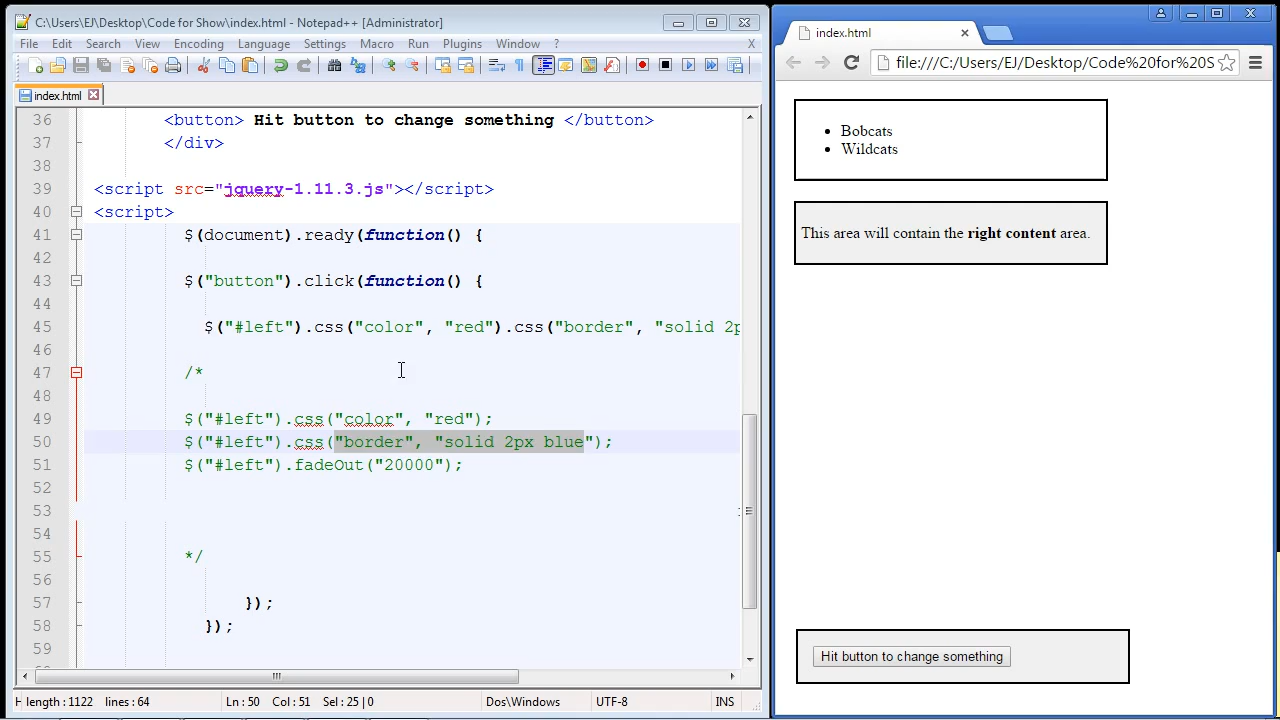 C:\Users\EJ\Desktop\Code for Show\index.html - Notepad++ [Administrator]
File Edit Search View Encoding Language Settings Macro Run Plugins Window ? X
index.html
36 <button> Hit button to change something </button>
37 </div>
38
39 <script src="jquery-1.11.3.js"></script>
40 <script>
41 $(document).ready(function() {
42
43 $("button").click(function() {
44
45 $("#left").css("color", "red").css("border", "solid 2p
46
47 /*
48
49 $("#left").css("color", "red");
50 $("#left").css("border", "solid 2px blue");
51 $("#left").fadeOut("20000");
52
53
54
55 */
56
57 });
58 });
59
length : 1122 lines : 64 Ln : 50 Col : 51 Sel : 25 | 0 Dos\Windows UTF-8 INS
index.html
file:///C:/Users/EJ/Desktop/Code%20for%20S
Bobcats
Wildcats
This area will contain the right content area.
Hit button to change something